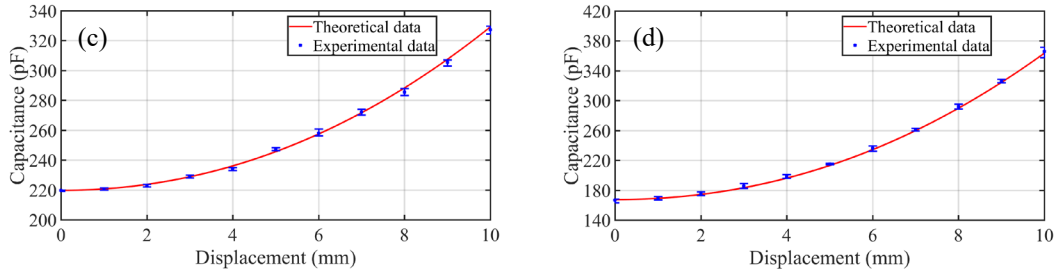 (c)
Theoretical data
Experimental data
Capacitance (pF)
340
320
300
280
260
240
220
200
0 2 4 6 8 10
Displacement (mm)
(d)
Theoretical data
Experimental data
Capacitance (pF)
420
380
340
300
260
220
180
140
0 2 4 6 8 10
Displacement (mm)